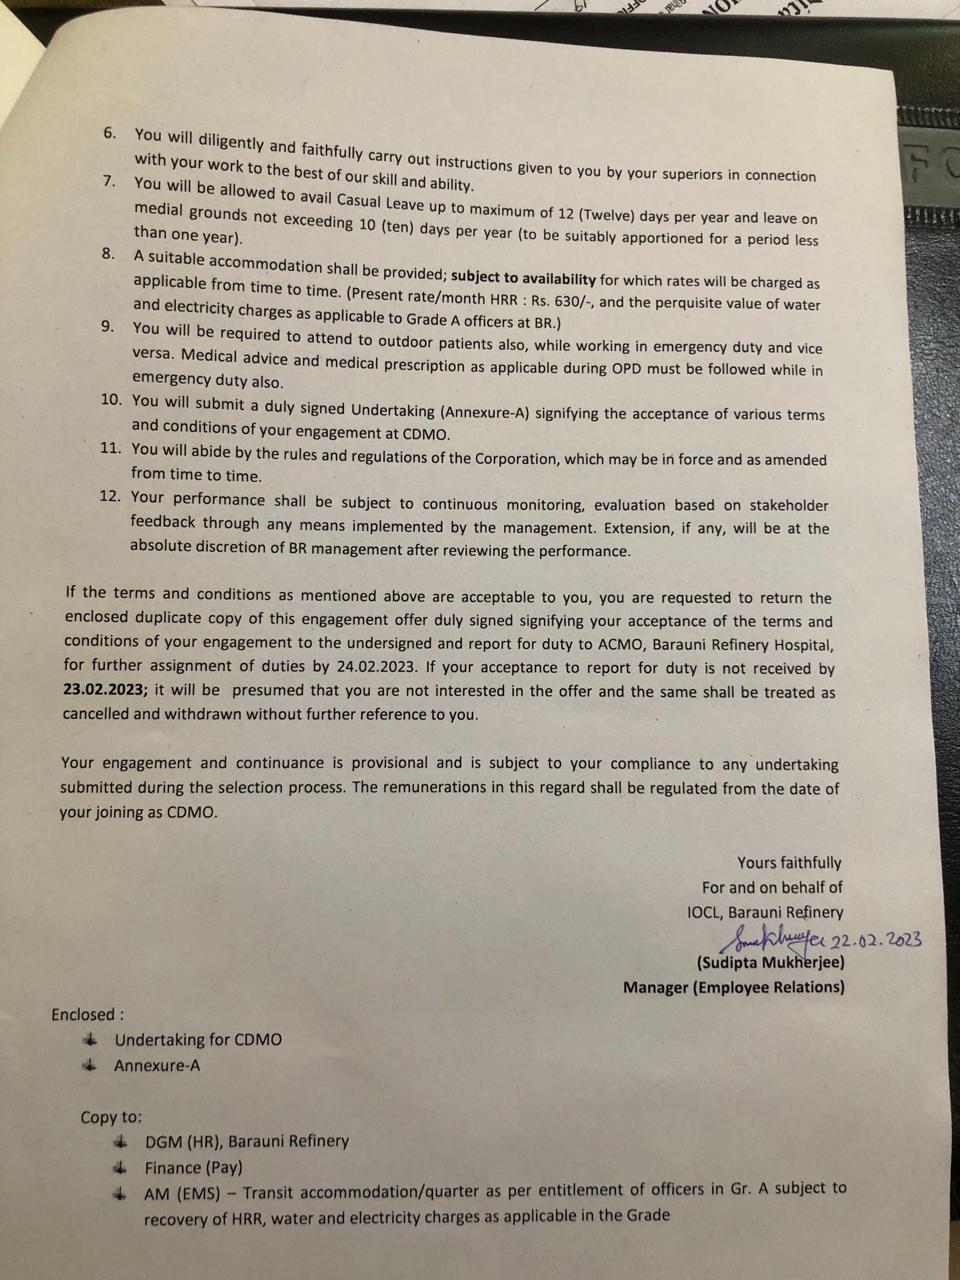 6. You will diligently and faithfully carry out instructions given to you by your superiors in connection
with your work to the best of our skill and ability.
7. You will be allowed to avail Casual Leave up to maximum of 12 (Twelve) days per year and leave on
medial grounds not exceeding 10 (ten) days per year (to be suitably apportioned for a period less
than one year).
8. A suitable accommodation shall be provided; subject to availability for which rates will be charged as
applicable from time to time. (Present rate/month HRR : Rs. 630/-, and the perquisite value of water
and electricity charges as applicable to Grade A officers at BR.)
9. You will be required to attend to outdoor patients also, while working in emergency duty and vice
versa. Medical advice and medical prescription as applicable during OPD must be followed while in
emergency duty also.
10. You will submit a duly signed Undertaking (Annexure-A) signifying the acceptance of various terms
and conditions of your engagement at CDMO.
11. You will abide by the rules and regulations of the Corporation, which may be in force and as amended
from time to time.
12. Your performance shall be subject to continuous monitoring, evaluation based on stakeholder
feedback through any means implemented by the management. Extension, if any, will be at the
absolute discretion of BR management after reviewing the performance.
If the terms and conditions as mentioned above are acceptable to you, you are requested to return the
enclosed duplicate copy of this engagement offer duly signed signifying your acceptance of the terms and
conditions of your engagement to the undersigned and report for duty to ACMO, Barauni Refinery Hospital,
for further assignment of duties by 24.02.2023. If your acceptance to report for duty is not received by
23.02.2023; it will be presumed that you are not interested in the offer and the same shall be treated as
cancelled and withdrawn without further reference to you.
Your engagement and continuance is provisional and is subject to your compliance to any undertaking
submitted during the selection process. The remunerations in this regard shall be regulated from the date of
your joining as CDMO.
Yours faithfully
For and on behalf of
IOCL, Barauni Refinery
22.02.2023
(Sudipta Mukherjee)
Manager (Employee Relations)
Enclosed :
Undertaking for CDMO
Annexure-A
Copy to:
DGM (HR), Barauni Refinery
Finance (Pay)
AM (EMS) – Transit accommodation/quarter as per entitlement of officers in Gr. A subject to
recovery of HRR, water and electricity charges as applicable in the Grade